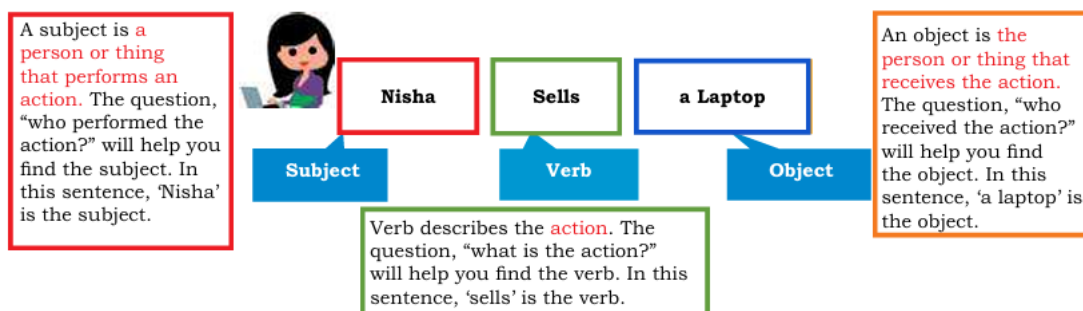 A subject is a
person or thing
that performs an
action. The question,
“who performed the
action?” will help you
find the subject. In
this sentence, ‘Nisha’
is the subject.
Nisha
Sells
a Laptop
Subject
Verb
Object
Verb describes the action. The
question, “what is the action?”
will help you find the verb. In this
sentence, ‘sells’ is the verb.
An object is the
person or thing that
receives the action.
The question, “who
received the action?”
will help you find
the object. In this
sentence, ‘a laptop’ is
the object.